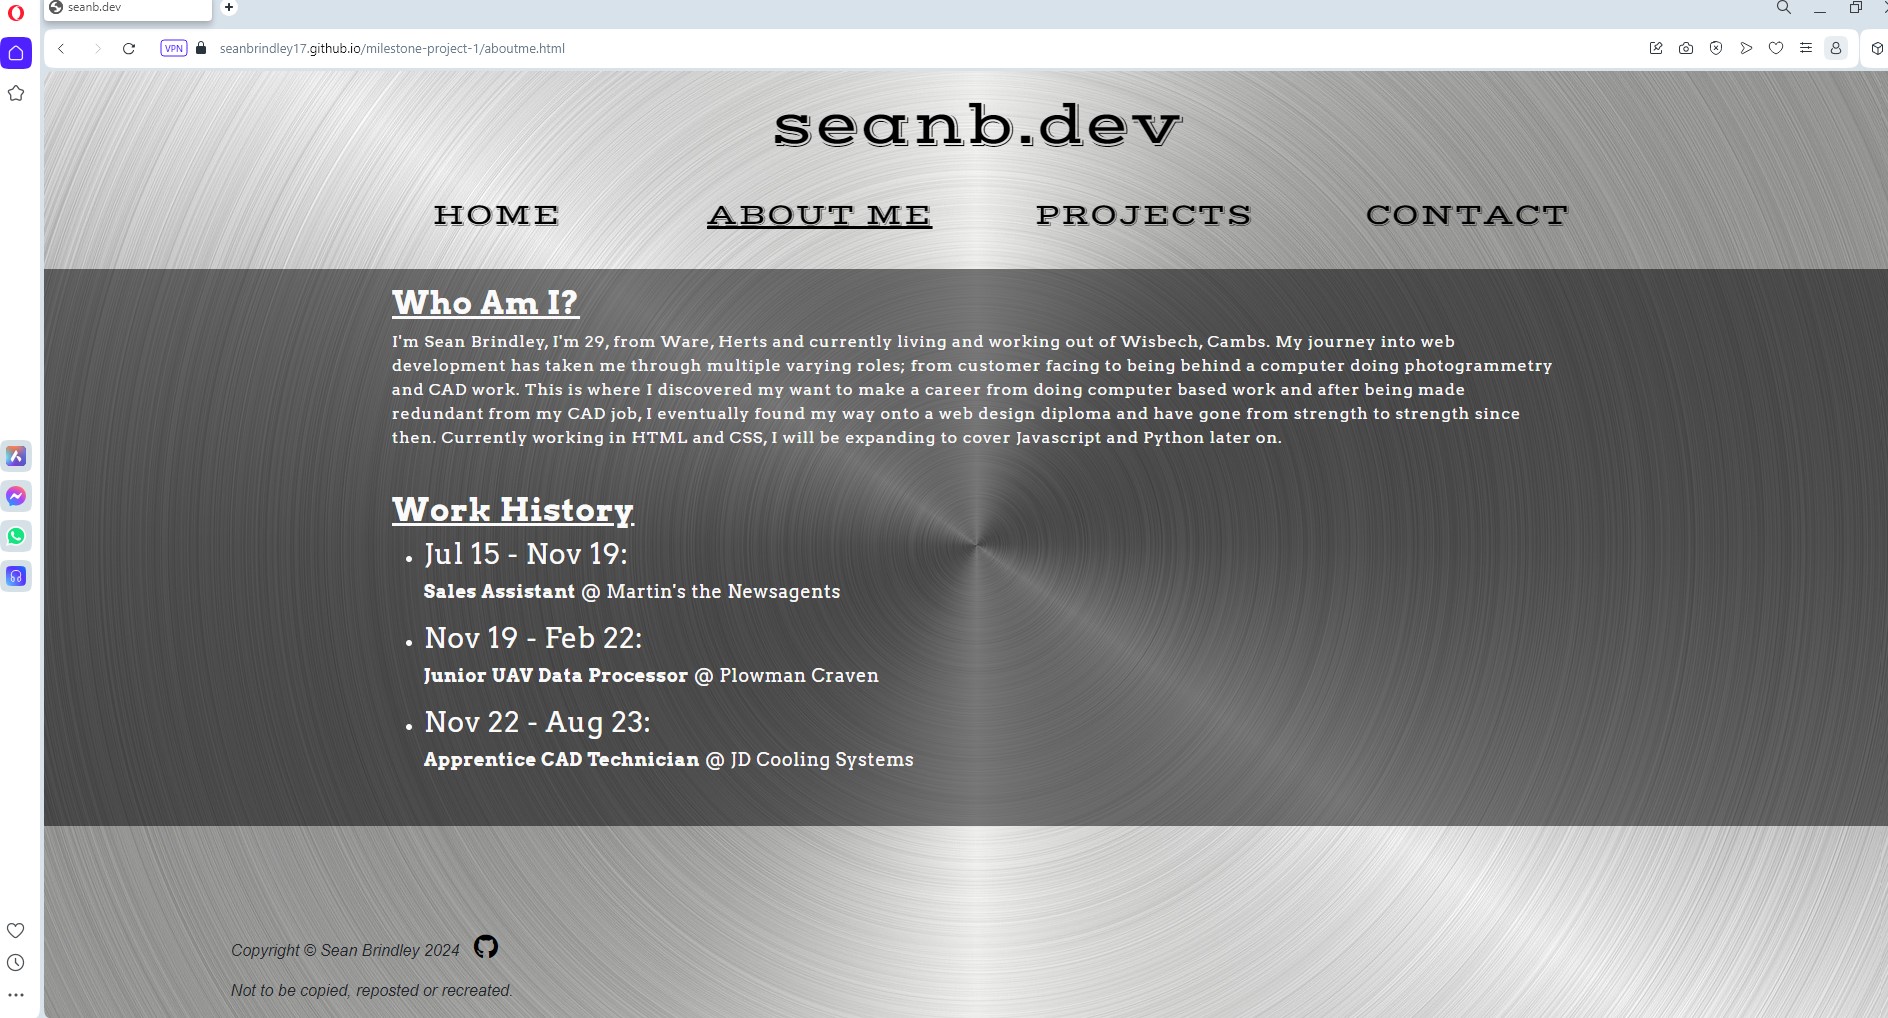 seanb.dev
VPN
seanbrindley17.github.io/milestone-project-1/aboutme.html
seanb.dev
HOME ABOUT ME PROJECTS CONTACT
Who Am I?
I'm Sean Brindley, I'm 29, from Ware, Herts and currently living and working out of Wisbech, Cambs. My journey into web
development has taken me through multiple varying roles; from customer facing to being behind a computer doing photogrammetry
and CAD work. This is where I discovered my want to make a career from doing computer based work and after being made
redundant from my CAD job, I eventually found my way onto a web design diploma and have gone from strength to strength since
then. Currently working in HTML and CSS, I will be expanding to cover Javascript and Python later on.
Work History
• Jul 15 - Nov 19:
Sales Assistant @ Martin's the Newsagents
• Nov 19 - Feb 22:
Junior UAV Data Processor @ Plowman Craven
• Nov 22 - Aug 23:
Apprentice CAD Technician @ JD Cooling Systems
Copyright © Sean Brindley 2024
Not to be copied, reposted or recreated.